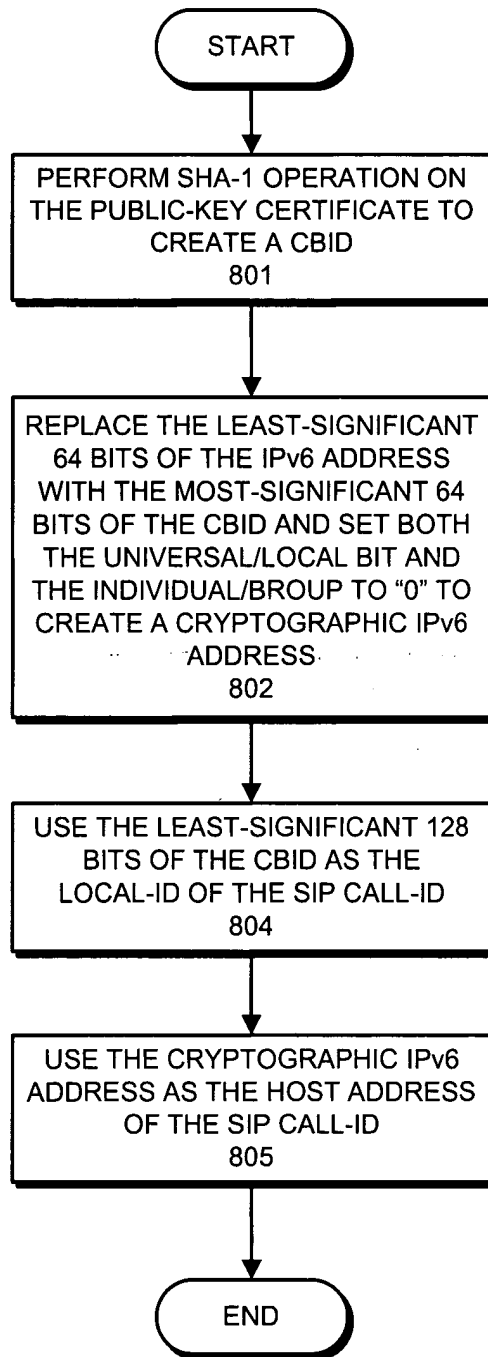 START
PERFORM SHA-1 OPERATION ON
THE PUBLIC-KEY CERTIFICATE TO
CREATE A CBID
801
REPLACE THE LEAST-SIGNIFICANT
64 BITS OF THE IPv6 ADDRESS
WITH THE MOST-SIGNIFICANT 64
BITS OF THE CBID AND SET BOTH
THE UNIVERSAL/LOCAL BIT AND
THE INDIVIDUAL/BROUP TO "0" TO
CREATE A CRYPTOGRAPHIC IPv6
ADDRESS
802
USE THE LEAST-SIGNIFICANT 128
BITS OF THE CBID AS THE
LOCAL-ID OF THE SIP CALL-ID
804
USE THE CRYPTOGRAPHIC IPv6
ADDRESS AS THE HOST ADDRESS
OF THE SIP CALL-ID
805
END